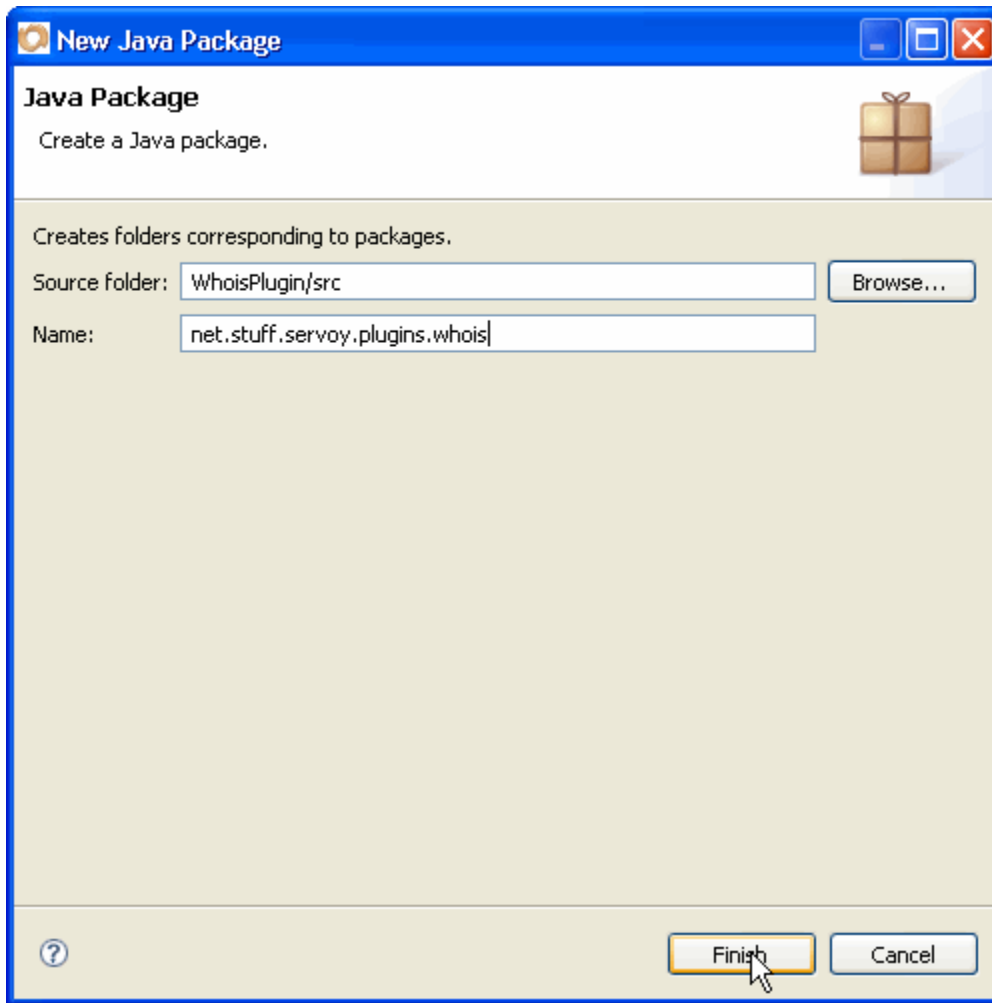 New Java Package
Java Package
Create a Java package.
Creates folders corresponding to packages.
Source folder: WhoisPlugin/src Browse...
Name: net.stuff.servoy.plugins.whois
? Finish Cancel